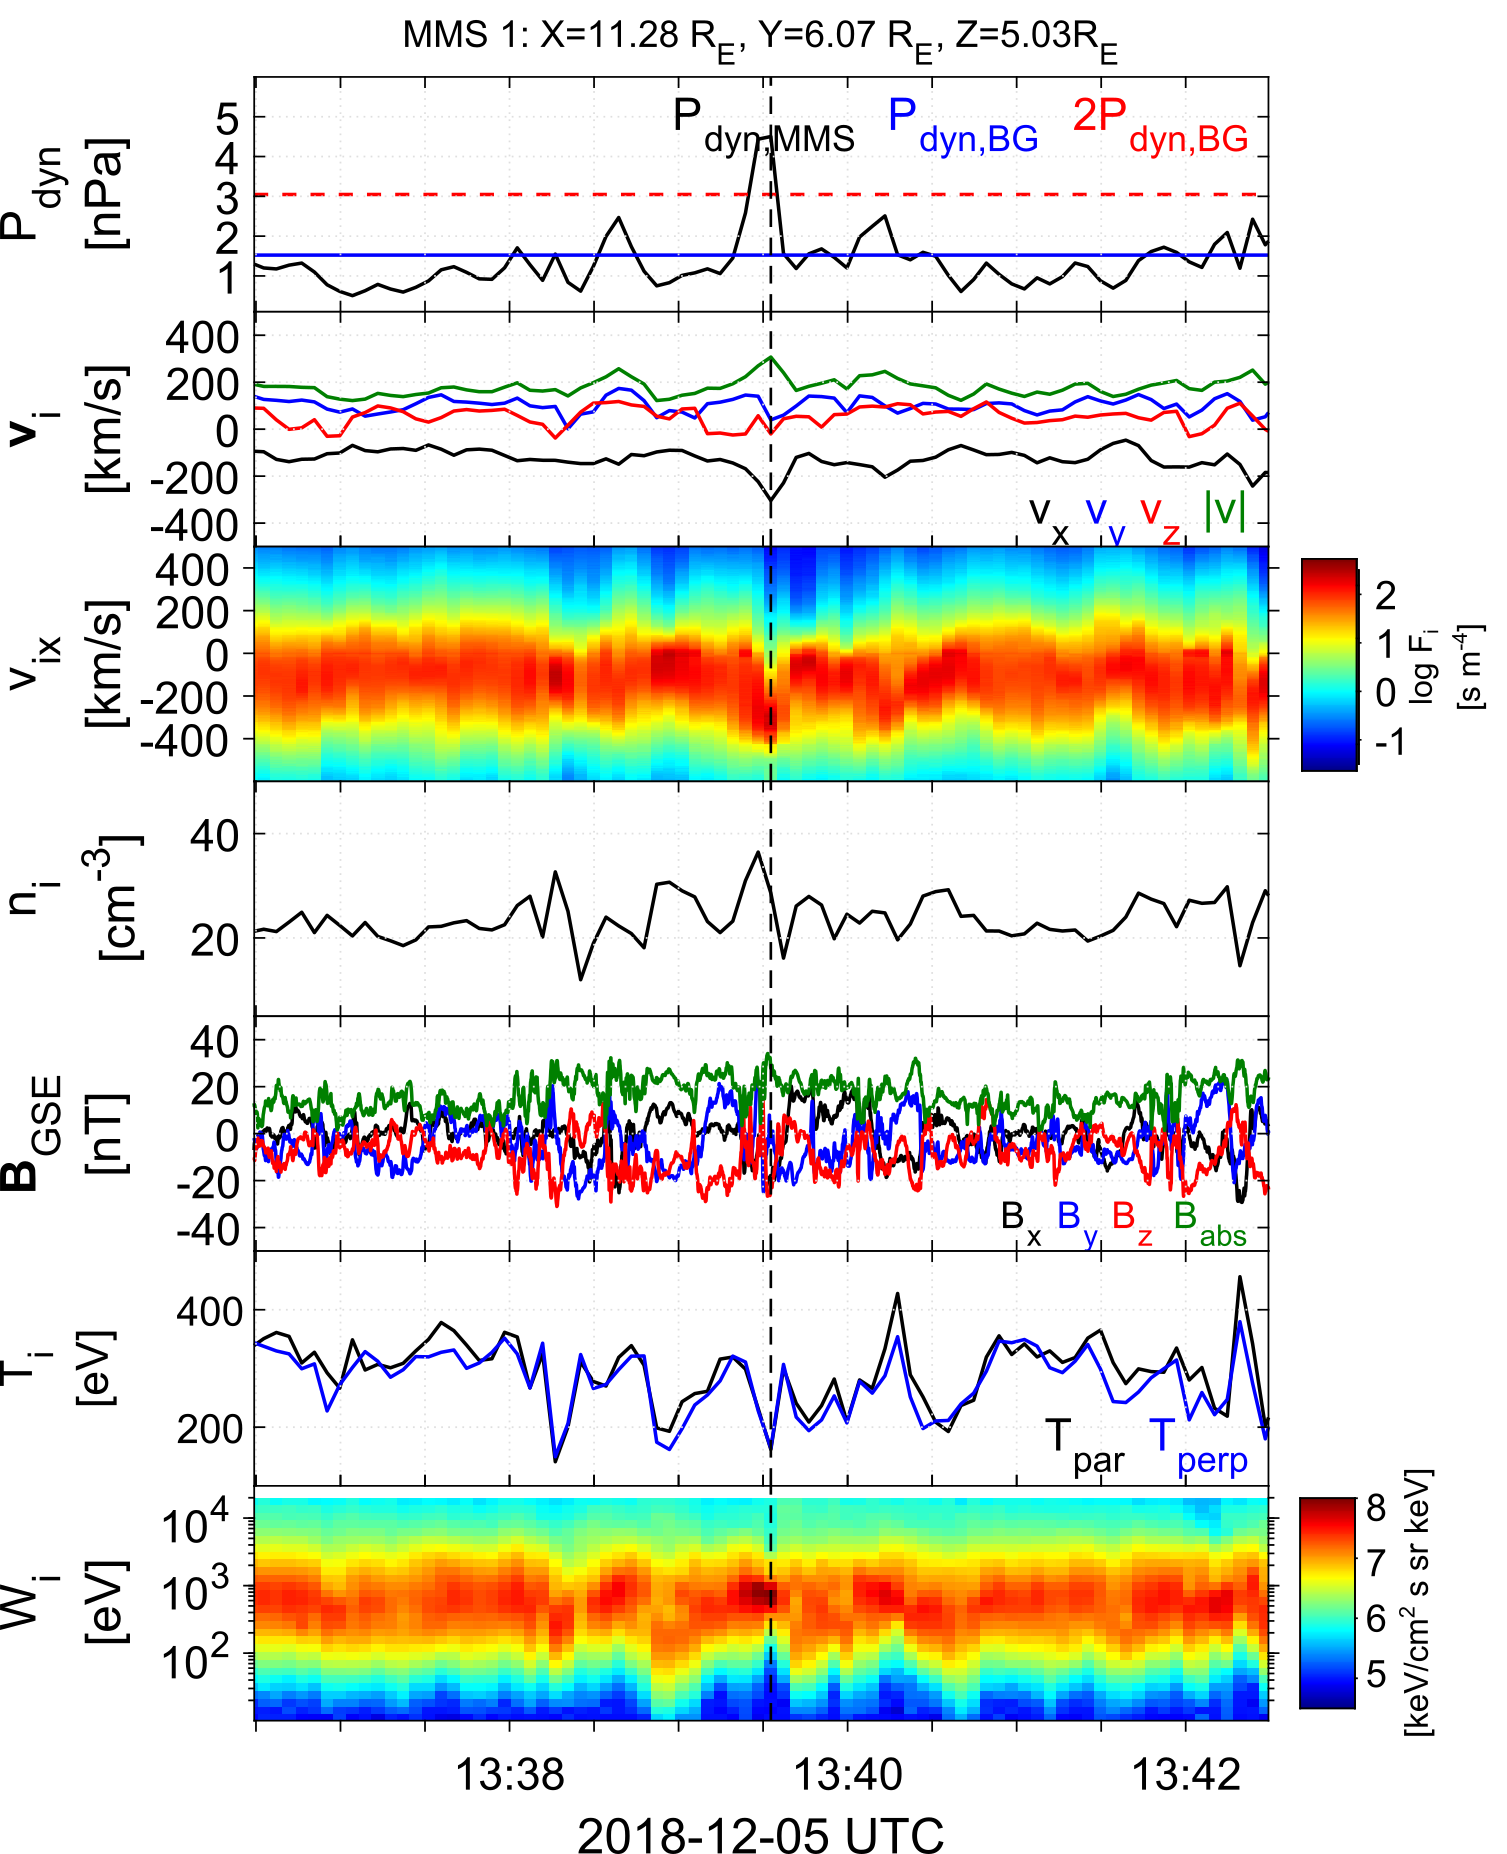 MMS 1: X=11.28 R_E, Y=6.07 R_E, Z=5.03R_E
P_dyn [nPa]
5
4
3
2
1
P_dyn,MMS P_dyn,BG 2P_dyn,BG
v_i [km/s]
400
200
0
-200
-400
v_x v_y v_z |v|
v_ix [km/s]
400
200
0
-200
-400
2
1
0
-1
log F_i [s m^-4]
n_i [cm^-3]
40
20
B_GSE [nT]
40
20
0
-20
-40
B_x B_y B_z B_abs
T_i [eV]
400
200
T_par T_perp
W_i [eV]
10^4
10^3
10^2
8
7
6
5
[keV/cm^2 s sr keV]
13:38 13:40 13:42
2018-12-05 UTC